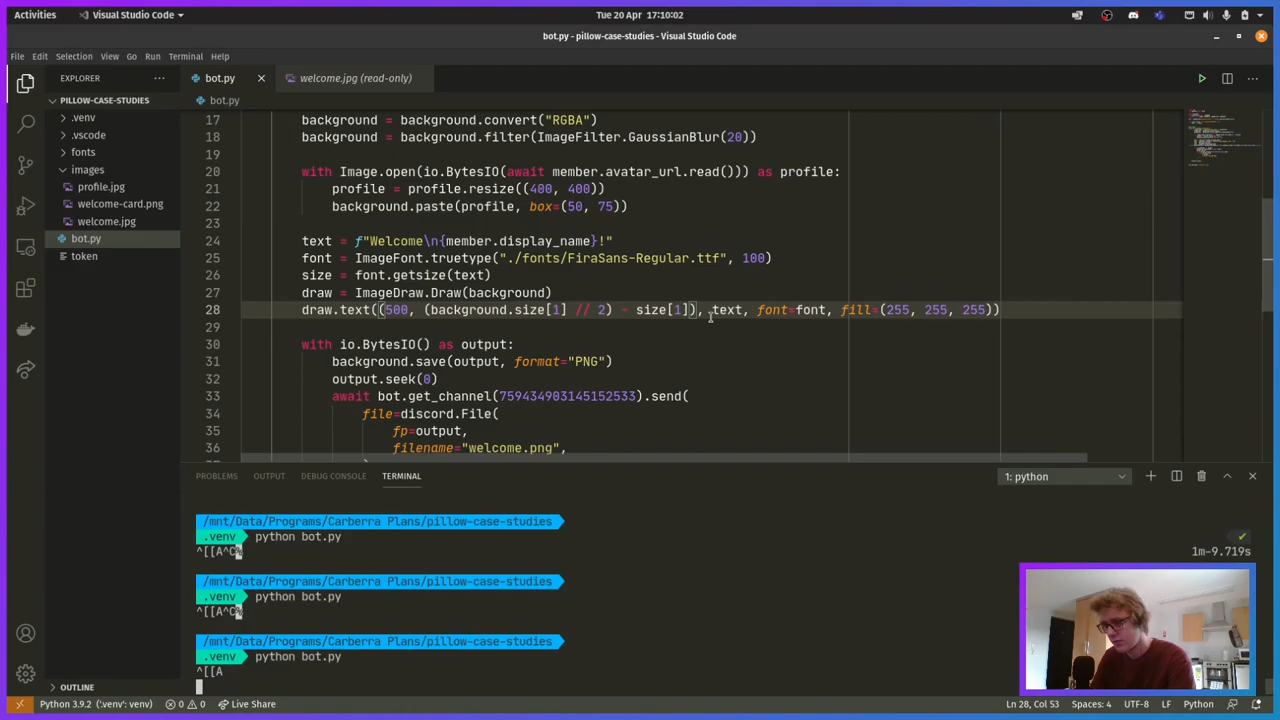 Activities
Visual Studio Code
Tue 20 Apr 17:10:02
bot.py - pillow-case-studies - Visual Studio Code
File Edit Selection View Go Run Terminal Help
EXPLORER
bot.py
welcome.jpg (read-only)
PILLOW-CASE-STUDIES
bot.py
.venv
.vscode
fonts
images
profile.jpg
welcome-card.png
welcome.jpg
bot.py
token
17 background = background.convert("RGBA")
18 background = background.filter(ImageFilter.GaussianBlur(20))
19
20 with Image.open(io.BytesIO(await member.avatar_url.read())) as profile:
21 profile = profile.resize((400, 400))
22 background.paste(profile, box=(50, 75))
23
24 text = f"Welcome\n{member.display_name}!"
25 font = ImageFont.truetype("./fonts/FiraSans-Regular.ttf", 100)
26 size = font.getsize(text)
27 draw = ImageDraw.Draw(background)
28 draw.text((500, (background.size[1] // 2) - size[1]), text, font=font, fill=(255, 255, 255))
29
30 with io.BytesIO() as output:
31 background.save(output, format="PNG")
32 output.seek(0)
33 await bot.get_channel(759434903145152533).send(
34 file=discord.File(
35 fp=output,
36 filename="welcome.png",
PROBLEMS OUTPUT DEBUG CONSOLE TERMINAL
1: python
/mnt/Data/Programs/Carberra Plans/pillow-case-studies
.venv python bot.py
^[[A^C%
1m-9.719s
/mnt/Data/Programs/Carberra Plans/pillow-case-studies
.venv python bot.py
^[[A^C%
/mnt/Data/Programs/Carberra Plans/pillow-case-studies
.venv python bot.py
^[[A
OUTLINE
Python 3.9.2 ('.venv': venv) 0 0 Live Share
Ln 28, Col 53 Spaces: 4 UTF-8 LF Python